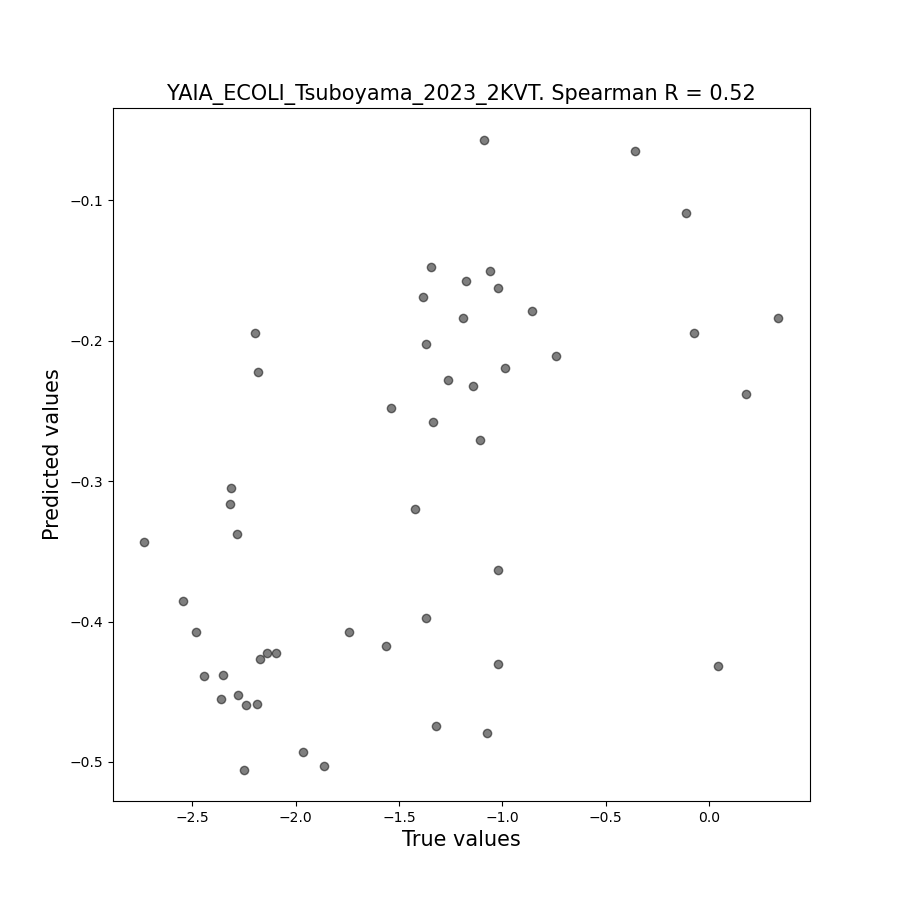 YAIA_ECOLI_Tsuboyama_2023_2KVT. Spearman R = 0.52
−0.1
−0.2
−0.3
−0.4
−0.5
Predicted values
−2.5 −2.0 −1.5 −1.0 −0.5 0.0
True values